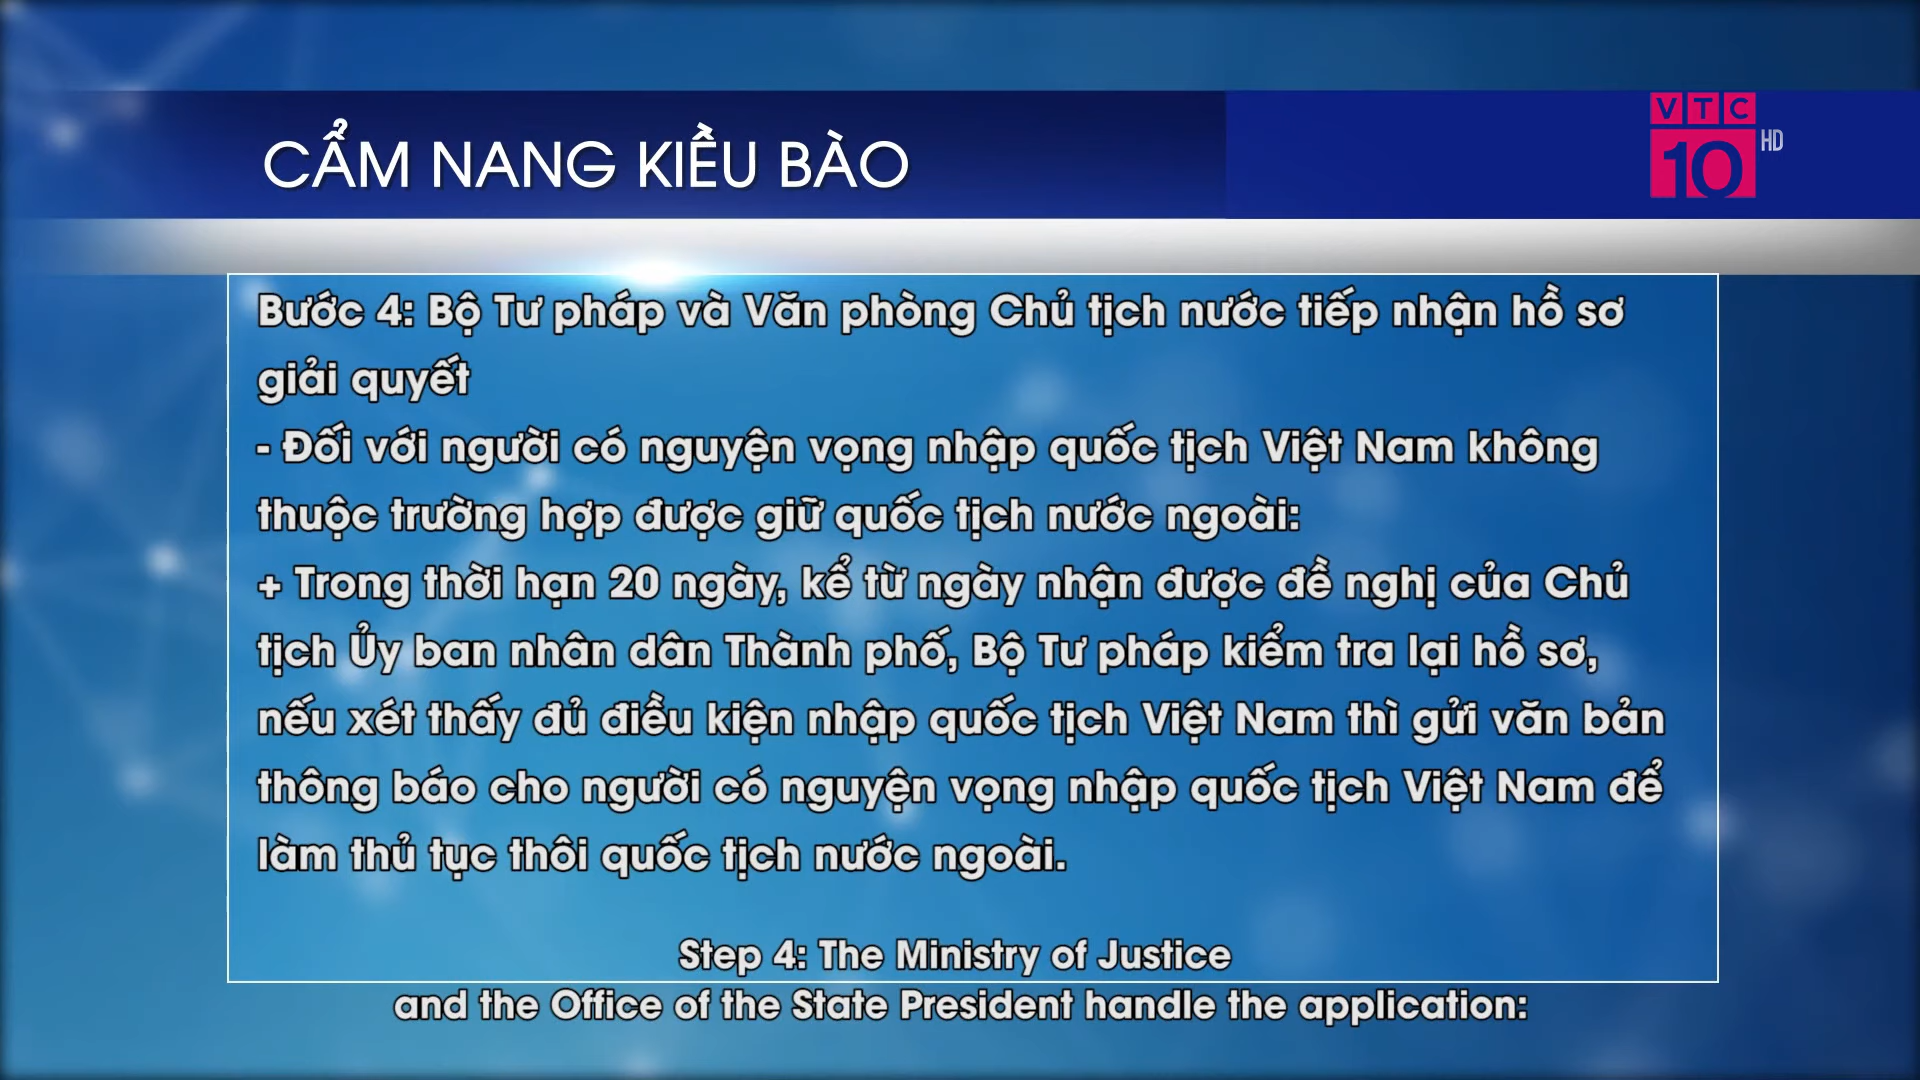 VTC
10 HD
CẨM NANG KIỀU BÀO
Bước 4: Bộ Tư pháp và Văn phòng Chủ tịch nước tiếp nhận hồ sơ
giải quyết
- Đối với người có nguyện vọng nhập quốc tịch Việt Nam không
thuộc trường hợp được giữ quốc tịch nước ngoài:
+ Trong thời hạn 20 ngày, kể từ ngày nhận được đề nghị của Chủ
tịch Ủy ban nhân dân Thành phố, Bộ Tư pháp kiểm tra lại hồ sơ,
nếu xét thấy đủ điều kiện nhập quốc tịch Việt Nam thì gửi văn bản
thông báo cho người có nguyện vọng nhập quốc tịch Việt Nam để
làm thủ tục thôi quốc tịch nước ngoài.
Step 4: The Ministry of Justice
and the Office of the State President handle the application: